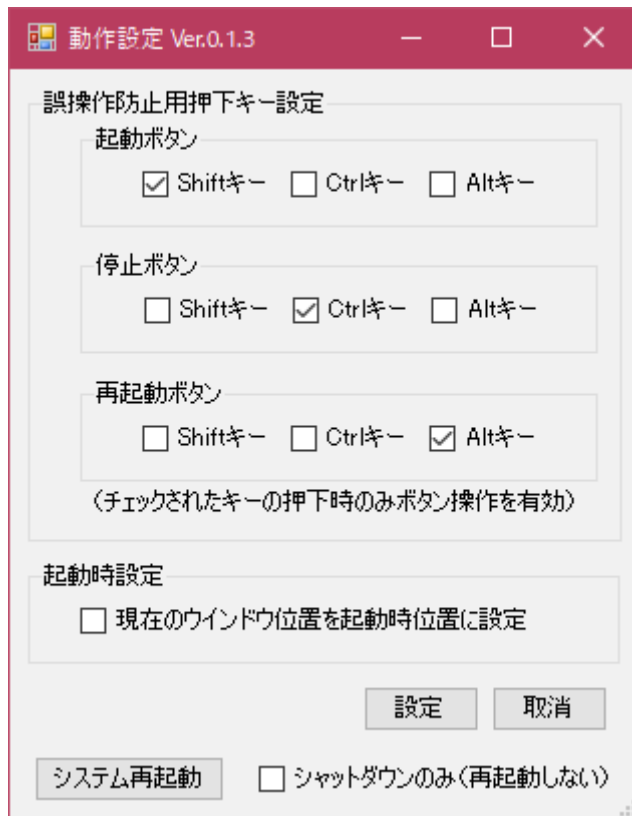 動作設定 Ver.0.1.3
誤操作防止用押下キー設定
起動ボタン
Shiftキー Ctrlキー Altキー
停止ボタン
Shiftキー Ctrlキー Altキー
再起動ボタン
Shiftキー Ctrlキー Altキー
(チェックされたキーの押下時のみボタン操作を有効)
起動時設定
現在のウインドウ位置を起動時位置に設定
設定 取消
システム再起動 シャットダウンのみ(再起動しない)